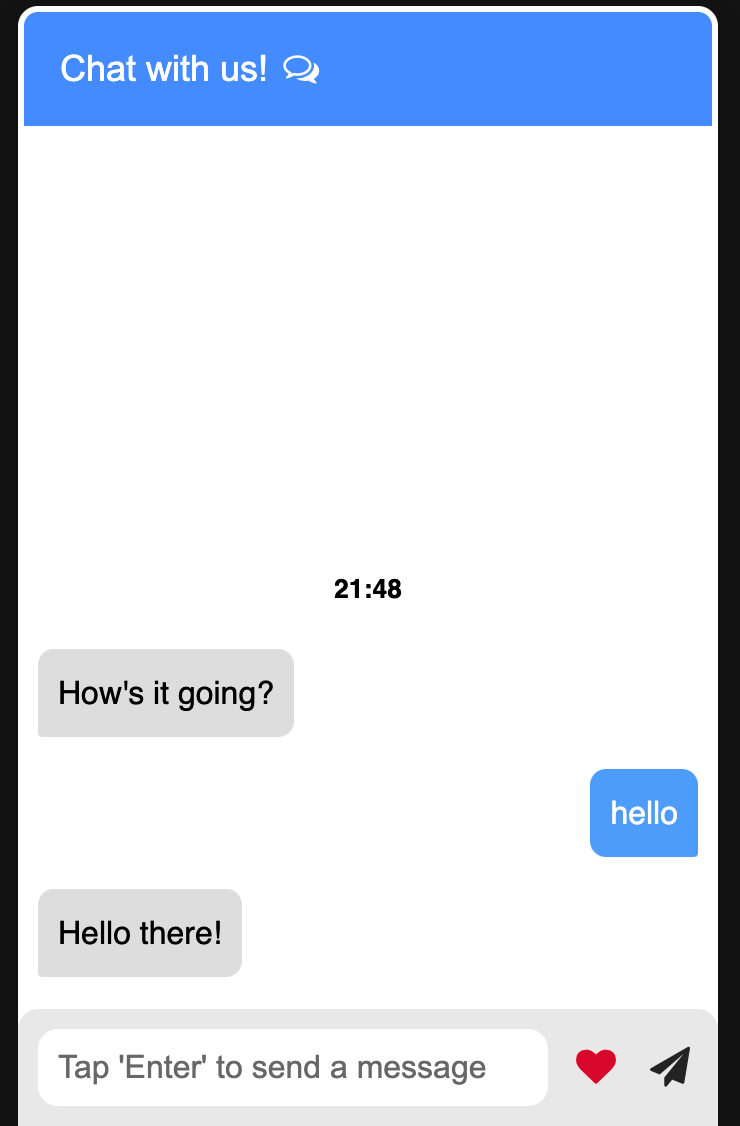 Chat with us!
21:48
How's it going?
hello
Hello there!
Tap 'Enter' to send a message